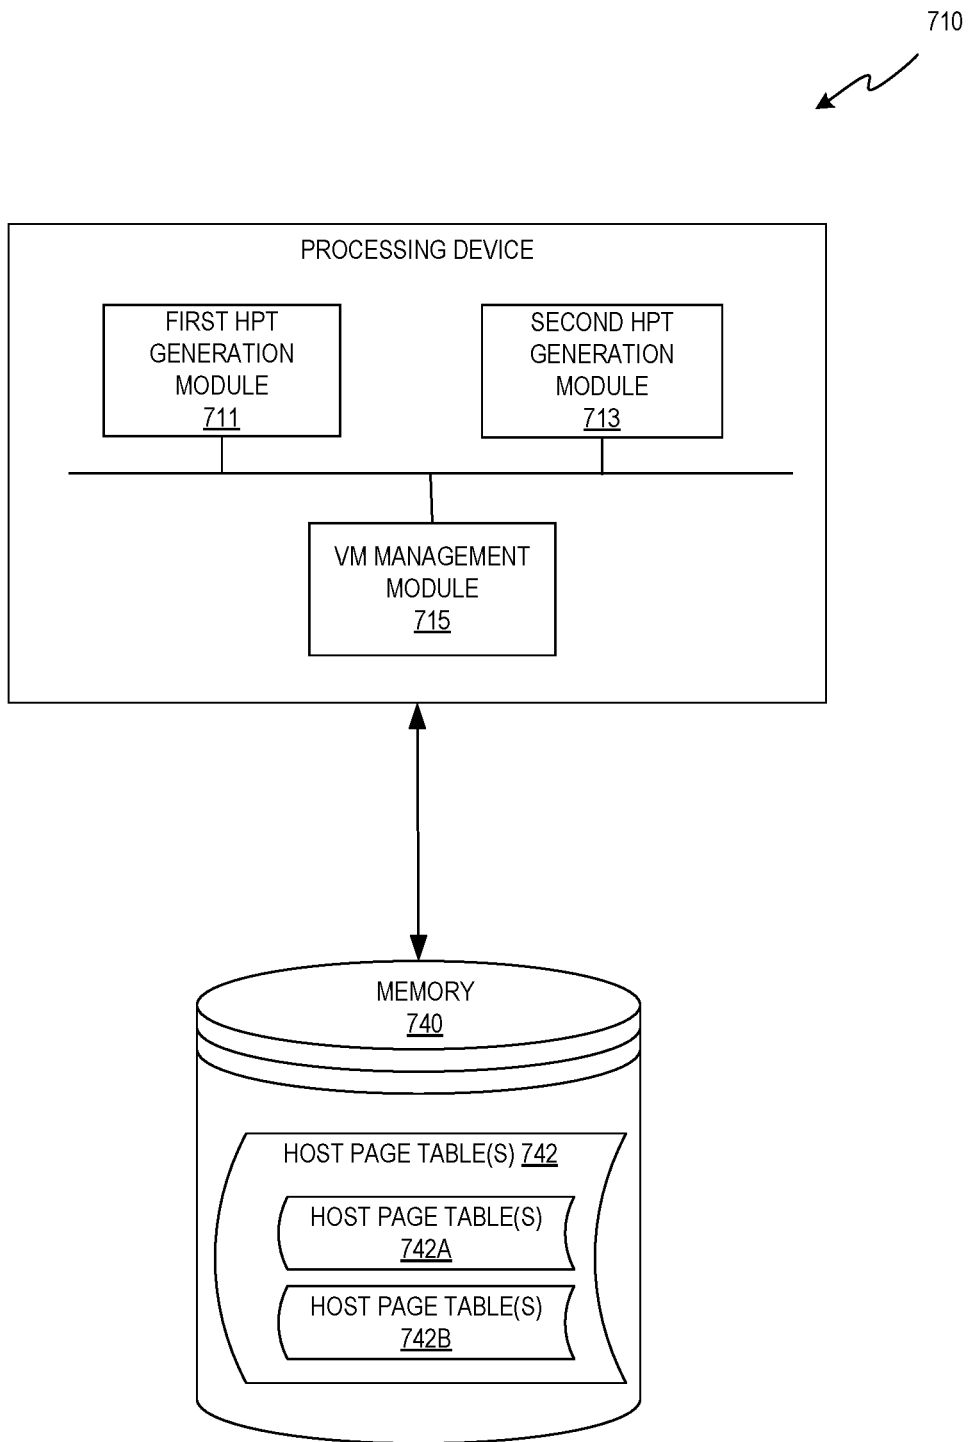 710
PROCESSING DEVICE
FIRST HPT
GENERATION
MODULE
711
SECOND HPT
GENERATION
MODULE
713
VM MANAGEMENT
MODULE
715
MEMORY
740
HOST PAGE TABLE(S) 742
HOST PAGE TABLE(S)
742A
HOST PAGE TABLE(S)
742B